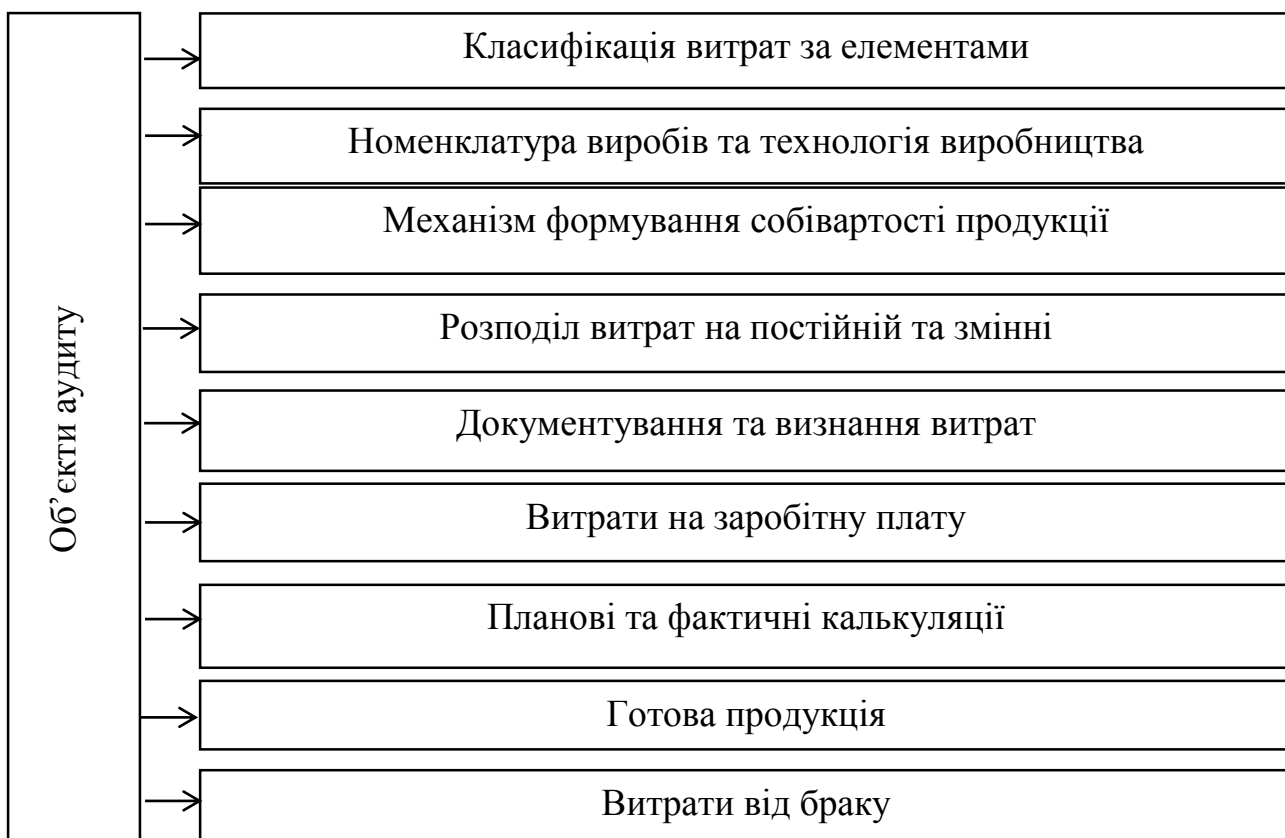 Об’єкти аудиту
Класифікація витрат за елементами
Номенклатура виробів та технологія виробництва
Механізм формування собівартості продукції
Розподіл витрат на постійній та змінні
Документування та визнання витрат
Витрати на заробітну плату
Планові та фактичні калькуляції
Готова продукція
Витрати від браку